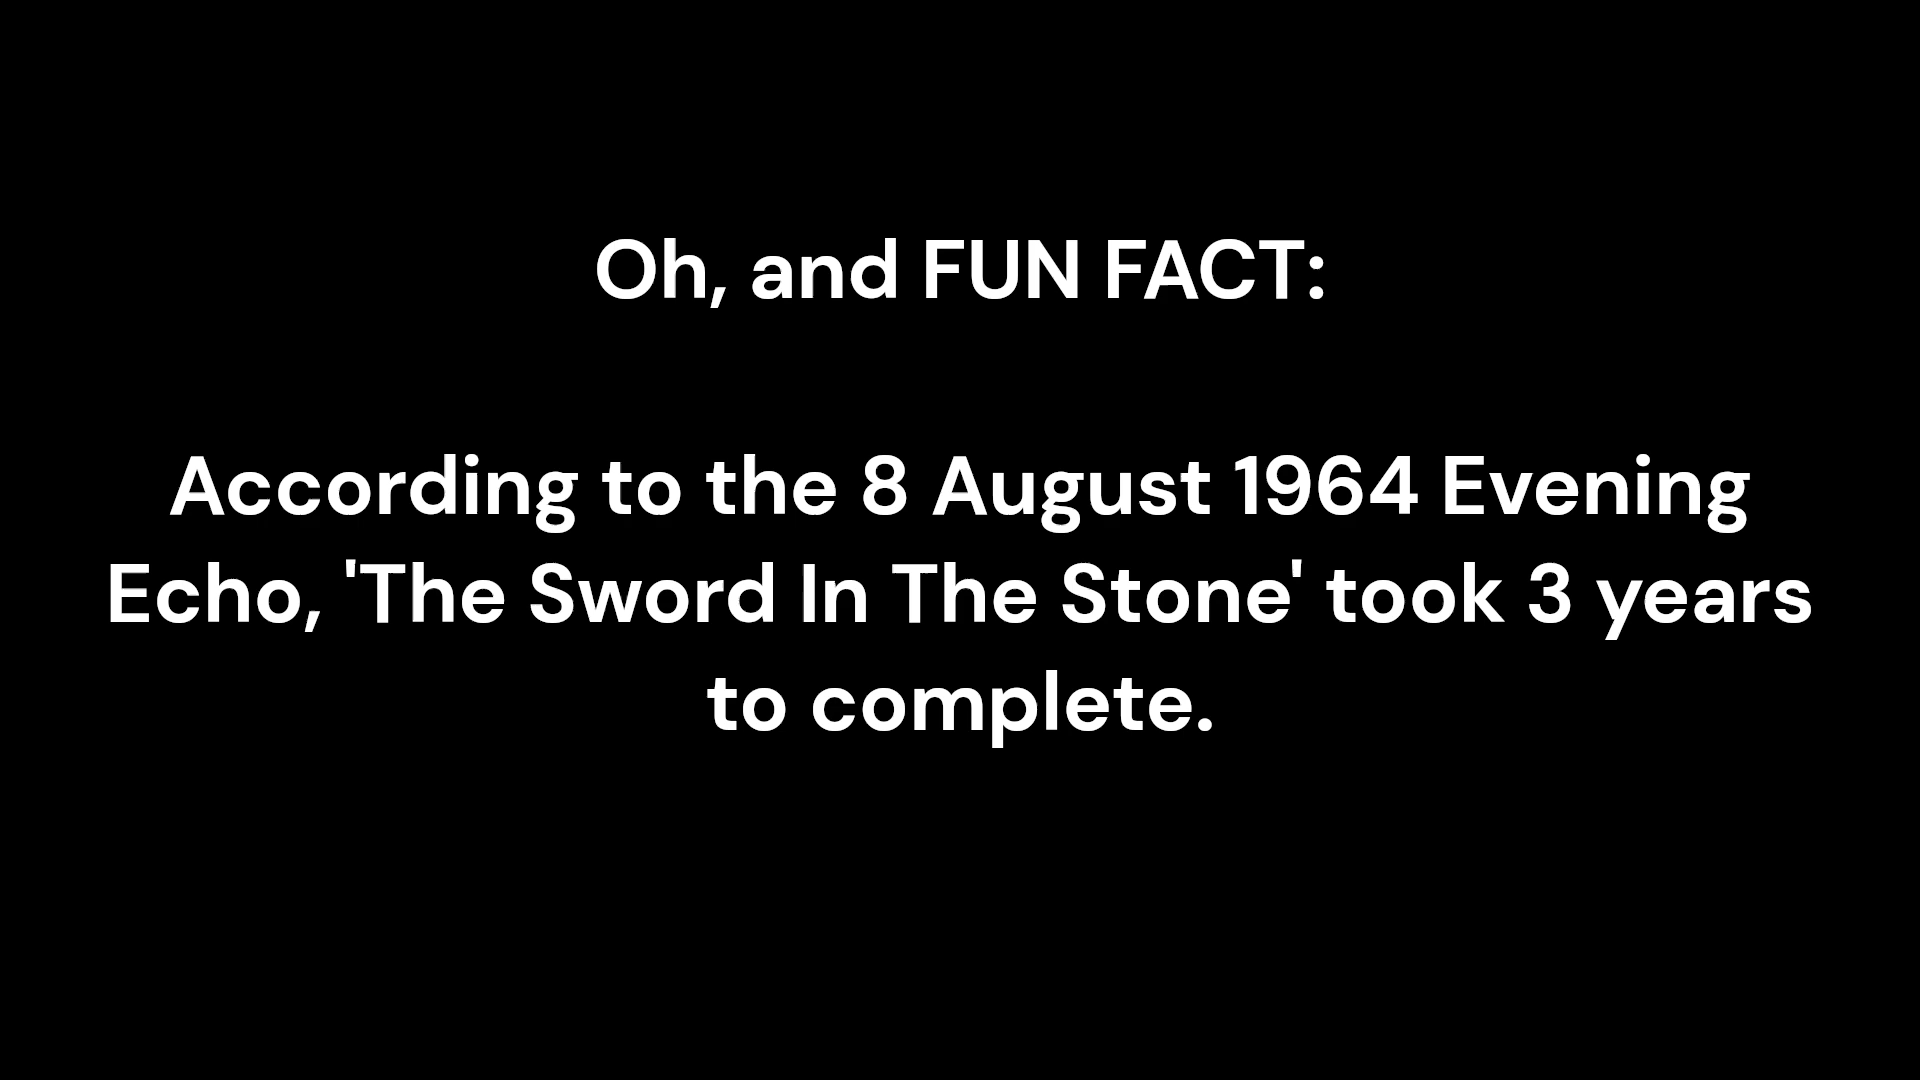 Oh, and FUN FACT:
According to the 8 August 1964 Evening
Echo, 'The Sword In The Stone' took 3 years
to complete.